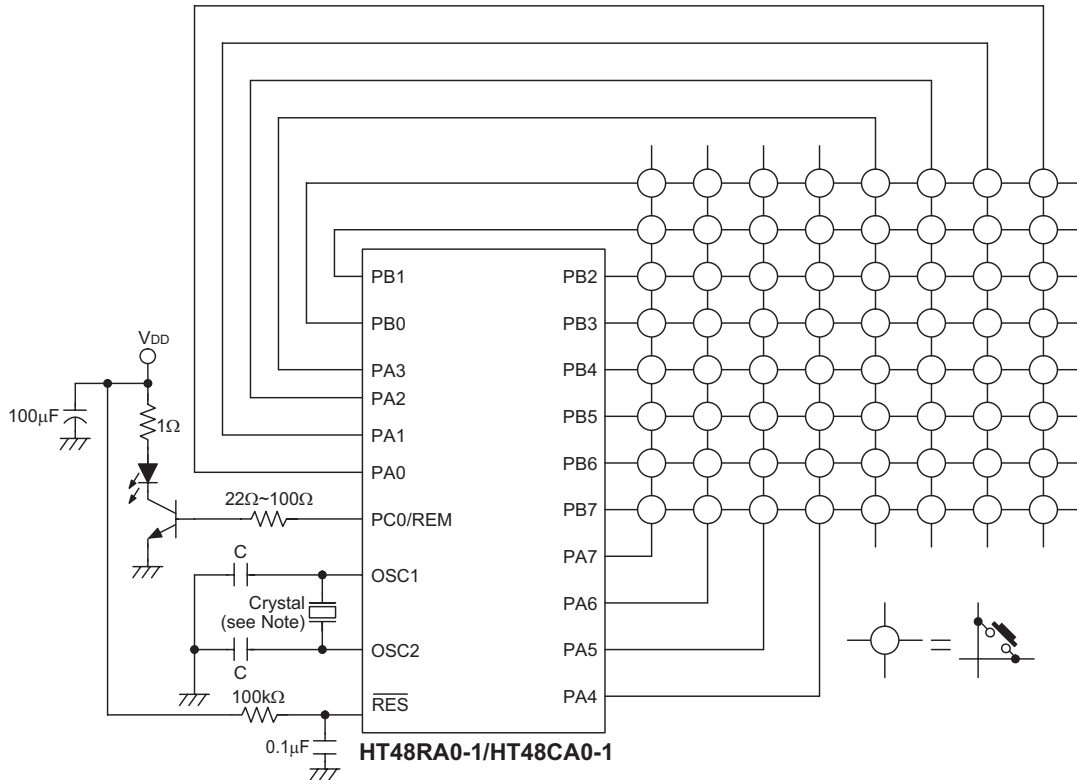 PB1
PB0
PA3
PA2
PA1
PA0
PC0/REM
OSC1
OSC2
RES
PB2
PB3
PB4
PB5
PB6
PB7
PA7
PA6
PA5
PA4
VDD
100µF
1Ω
22Ω~100Ω
C
Crystal
(see Note)
C
100kΩ
0.1µF
HT48RA0-1/HT48CA0-1